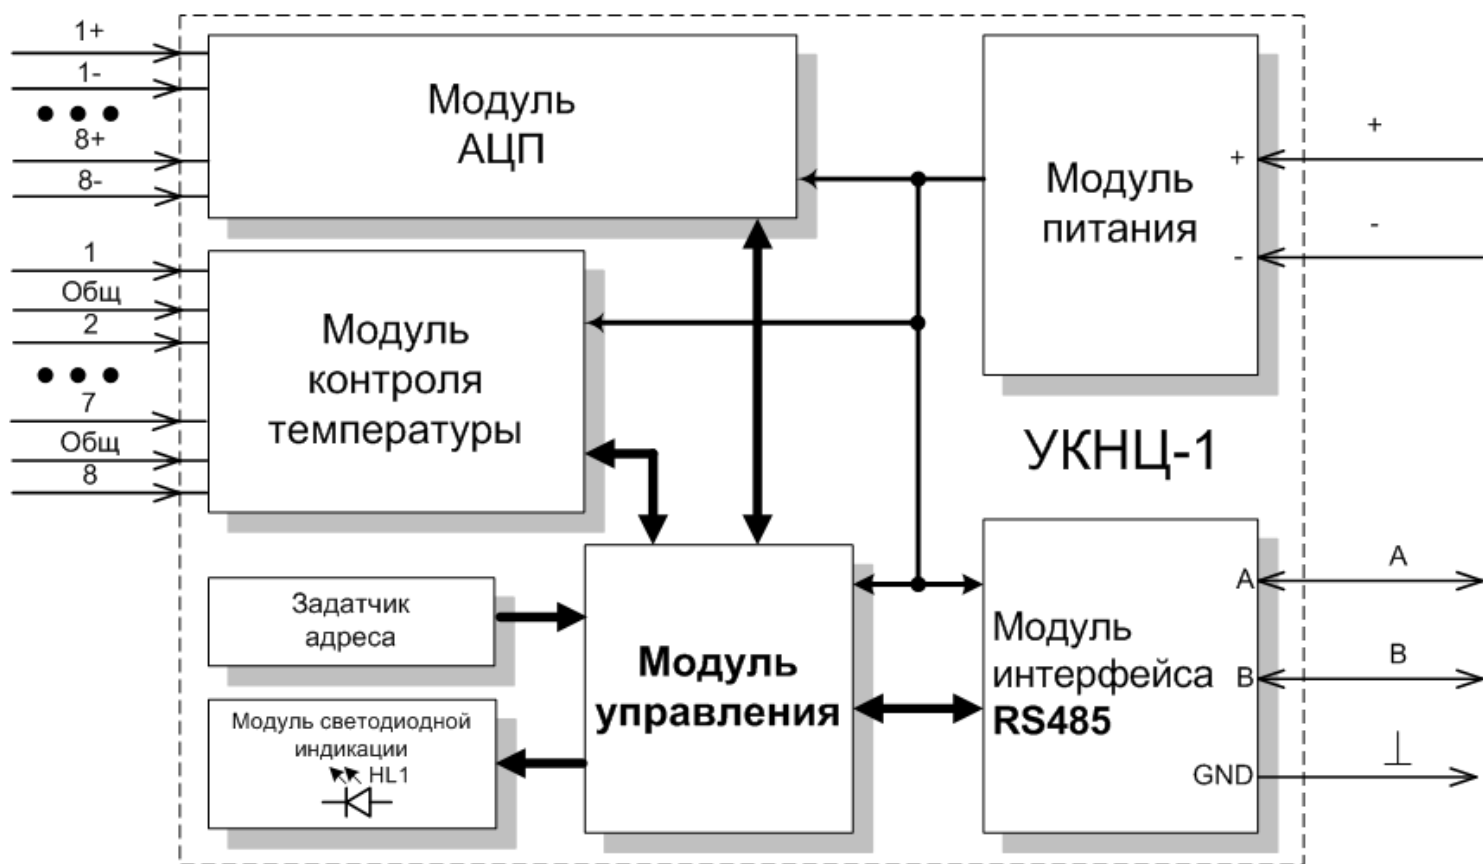 1+
1-
8+
8-
Модуль
АЦП
Модуль
питания
+
-
+
-
1
Общ
2
7
Общ
8
Модуль
контроля
температуры
УКНЦ-1
Задатчик
адреса
Модуль светодиодной
индикации
HL1
Модуль
управления
Модуль
интерфейса
RS485
A
B
GND
A
B